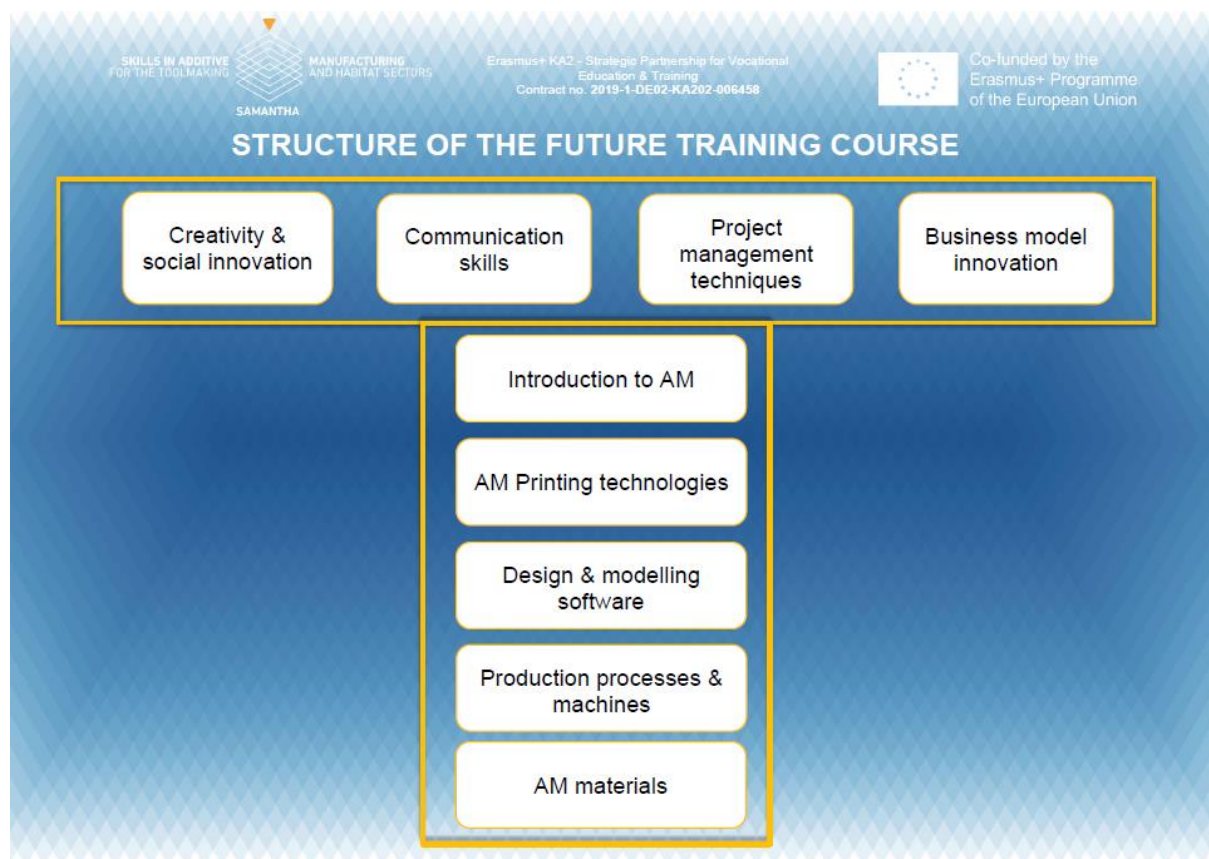 SKILLS IN ADDITIVE
FOR THE TOOLMAKING
MANUFACTURING
AND HABITAT SECTORS
SAMANTHA
Erasmus+ KA2 - Strategic Partnership for Vocational
Education & Training
Contract no. 2019-1-DE02-KA202-006458
Co-funded by the
Erasmus+ Programme
of the European Union
STRUCTURE OF THE FUTURE TRAINING COURSE
Creativity &
social innovation
Communication
skills
Project
management
techniques
Business model
innovation
Introduction to AM
AM Printing technologies
Design & modelling
software
Production processes &
machines
AM materials